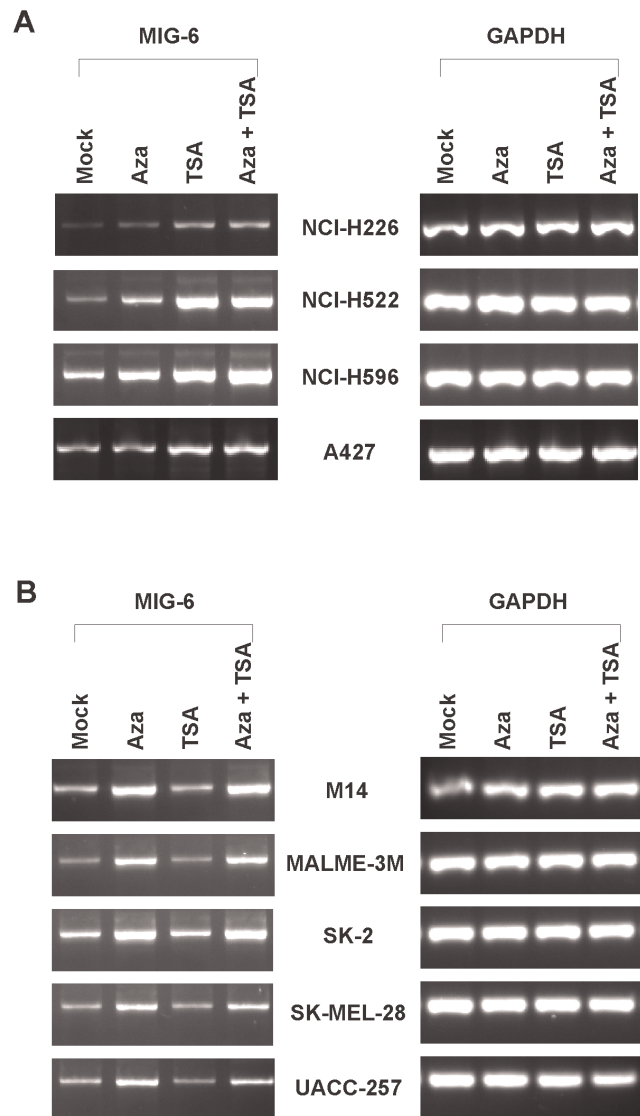 A
MIG-6 GAPDH
Mock Aza TSA Aza + TSA Mock Aza TSA Aza + TSA
NCI-H226
NCI-H522
NCI-H596
A427
B
MIG-6 GAPDH
Mock Aza TSA Aza + TSA Mock Aza TSA Aza + TSA
M14
MALME-3M
SK-2
SK-MEL-28
UACC-257